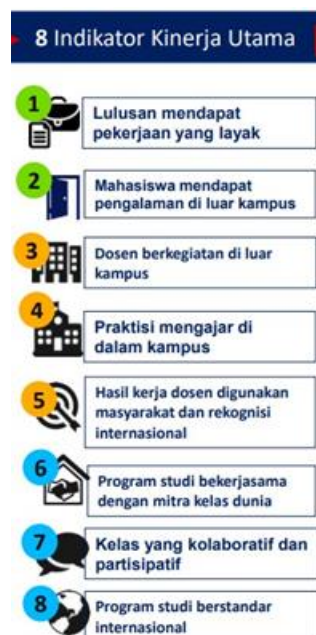 8 Indikator Kinerja Utama
1
Lulusan mendapat
pekerjaan yang layak
2
Mahasiswa mendapat
pengalaman di luar kampus
3
Dosen berkegiatan di luar
kampus
4
Praktisi mengajar di
dalam kampus
5
Hasil kerja dosen digunakan
masyarakat dan rekognisi
internasional
6
Program studi bekerjasama
dengan mitra kelas dunia
7
Kelas yang kolaboratif dan
partisipatif
8
Program studi berstandar
internasional